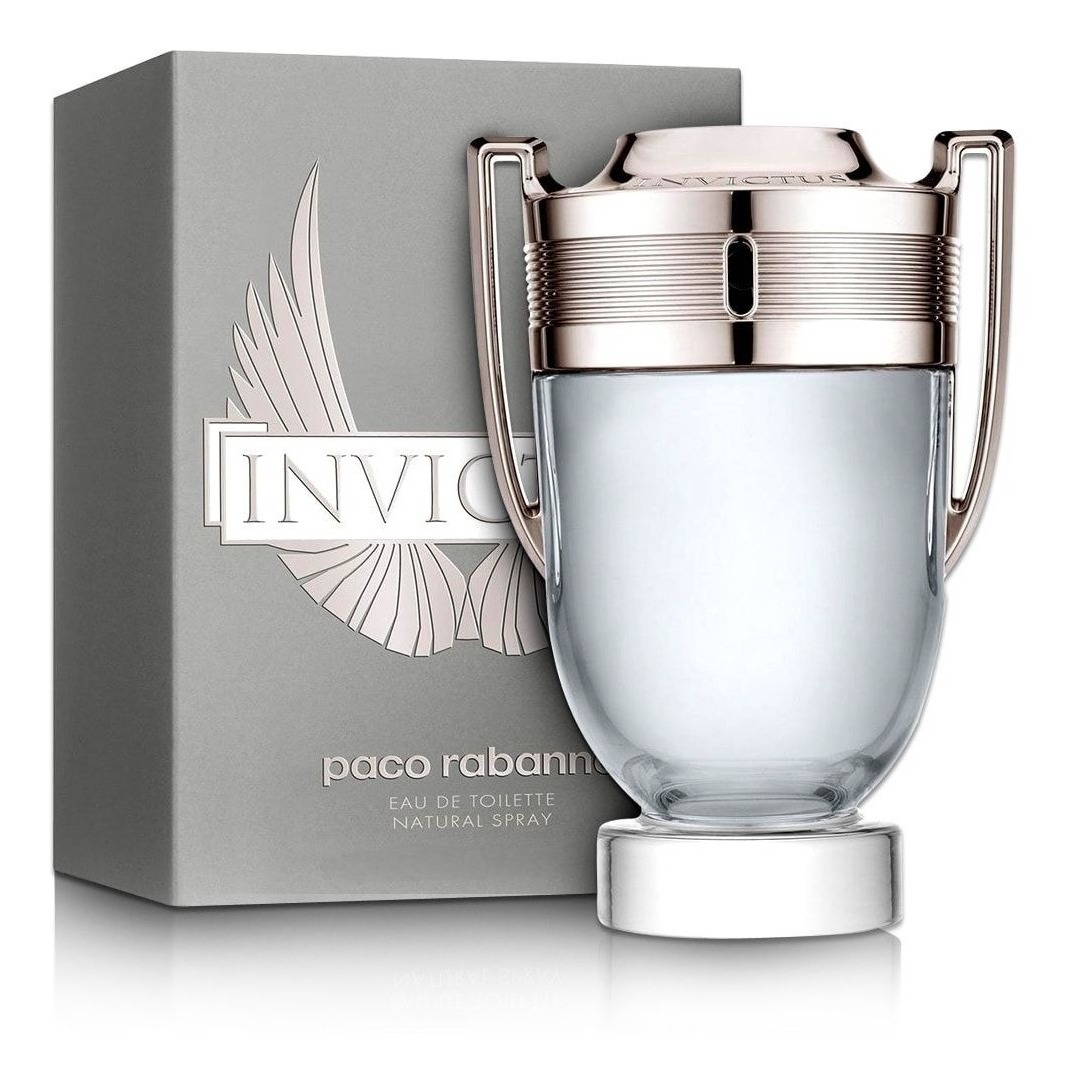 INVICTUS
INVICT
paco rabanne
EAU DE TOILETTE
NATURAL SPRAY